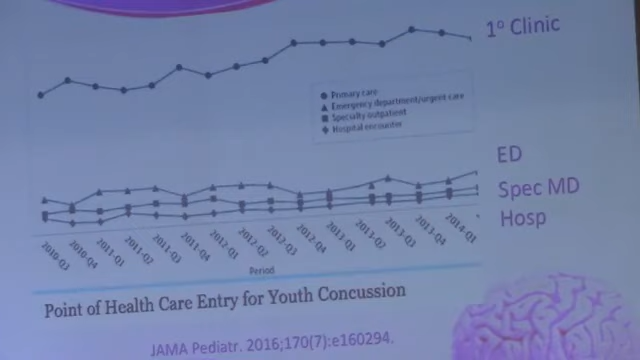 1º Clinic
Primary care
Emergency department/urgent care
Specialty outpatient
Hospital encounter
ED
Spec MD
Hosp
2010-Q3
2010-Q4
2011-Q1
2011-Q2
2011-Q3
2011-Q4
2012-Q1
2012-Q2
2012-Q3
2012-Q4
2013-Q1
2013-Q2
2013-Q3
2013-Q4
2014-Q1
Period
Point of Health Care Entry for Youth Concussion
JAMA Pediatr. 2016;170(7):e160294.